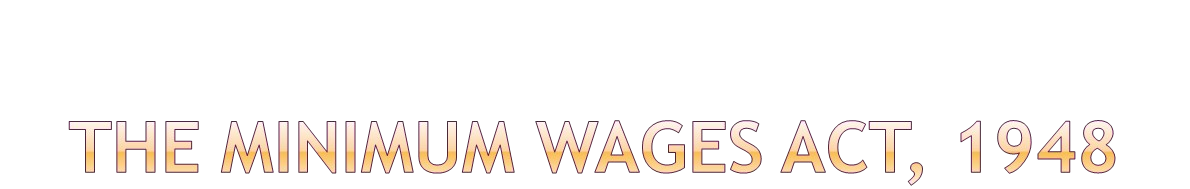 THE MINIMUM WAGES ACT, 1948